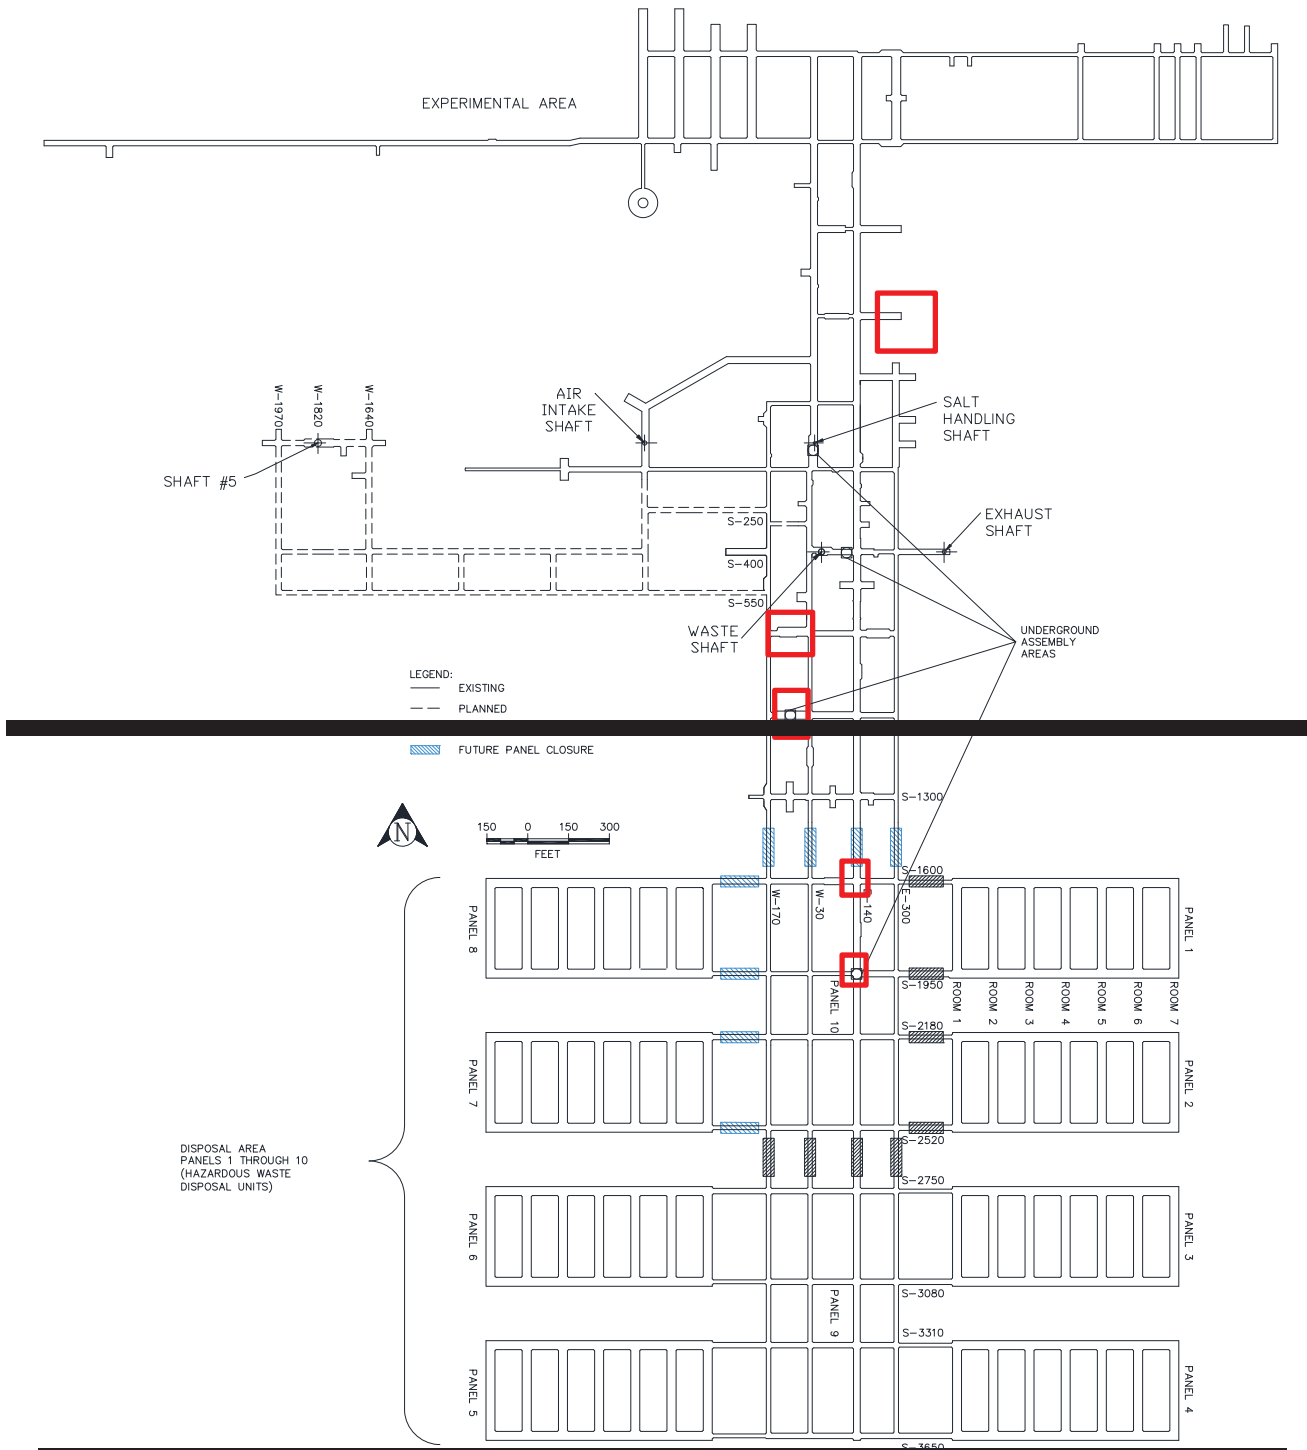 EXPERIMENTAL AREA
W-1970
W-1820
W-1640
AIR
INTAKE
SHAFT
SALT
HANDLING
SHAFT
SHAFT #5
EXHAUST
SHAFT
S-250
S-400
S-550
WASTE
SHAFT
UNDERGROUND
ASSEMBLY
AREAS
LEGEND:
EXISTING
PLANNED
FUTURE PANEL CLOSURE
S-1300
N
150 0 150 300
FEET
S-1600
W-170
W-30
-140
E-300
PANEL 8
PANEL 1
S-1950
PANEL 10
ROOM 1
ROOM 2
ROOM 3
ROOM 4
ROOM 5
ROOM 6
ROOM 7
S-2180
PANEL 7
PANEL 2
S-2520
DISPOSAL AREA
PANELS 1 THROUGH 10
(HAZARDOUS WASTE
DISPOSAL UNITS)
S-2750
PANEL 6
PANEL 3
S-3080
PANEL 9
S-3310
PANEL 5
PANEL 4
S-3650